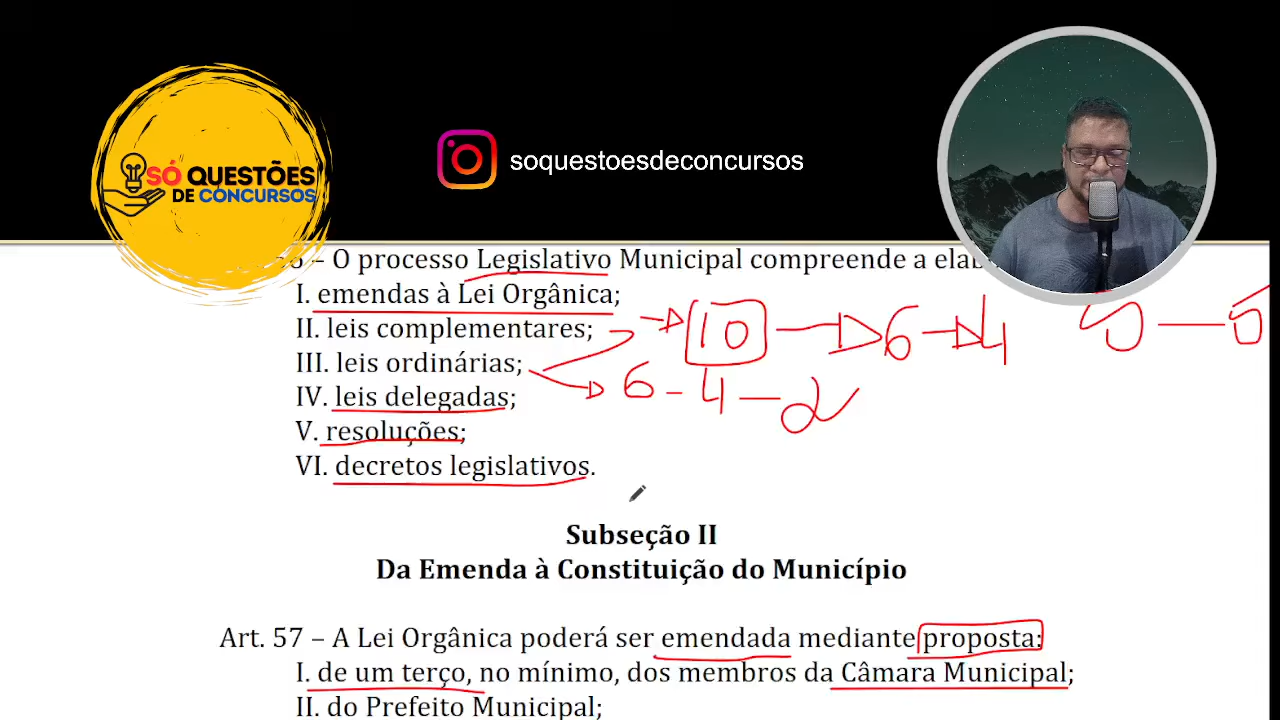 SÓ QUESTÕES
DE CONCURSOS
soquestoesdeconcursos
– O processo Legislativo Municipal compreende a
I. emendas à Lei Orgânica;
II. leis complementares;
III. leis ordinárias;
IV. leis delegadas;
V. resoluções;
VI. decretos legislativos.
10 6 4
6 - 4 - 2
Subseção II
Da Emenda à Constituição do Município
Art. 57 – A Lei Orgânica poderá ser emendada mediante proposta:
I. de um terço, no mínimo, dos membros da Câmara Municipal;
II. do Prefeito Municipal;